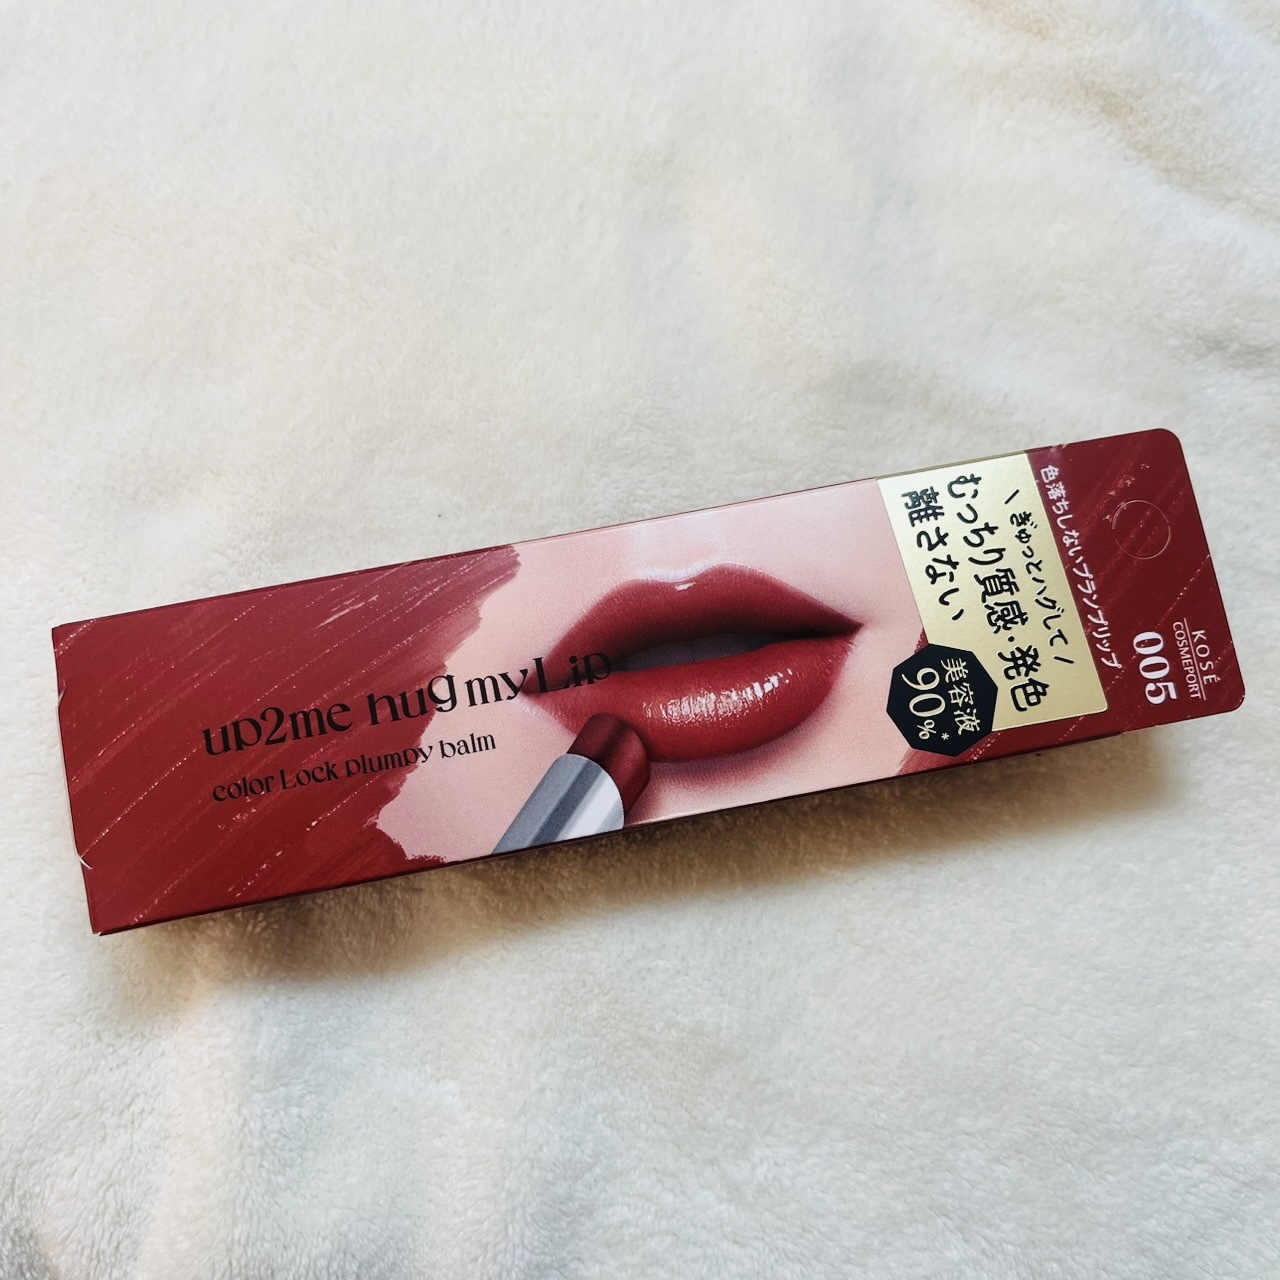 up2me hug my Lip
color Lock plumpy balm
\ぎゅっとハグして/
むっちり質感・発色
離さない
美容液
90%*
色落ちしないプランプリップ
KOSÉ
COSMEPORT
005